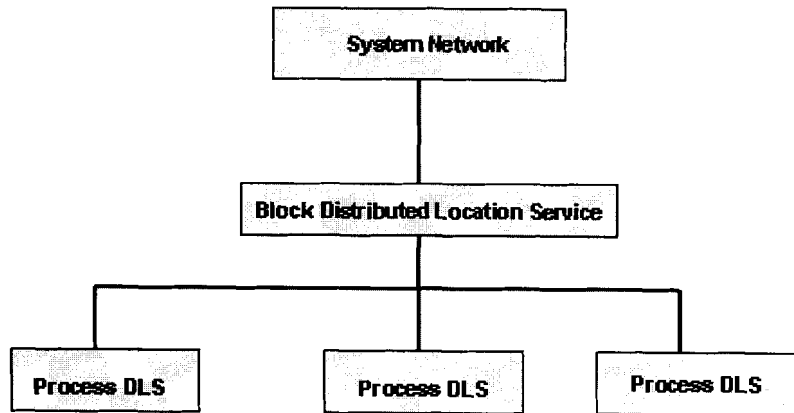 System Network
Block Distributed Location Service
Process DLS
Process DLS
Process DLS